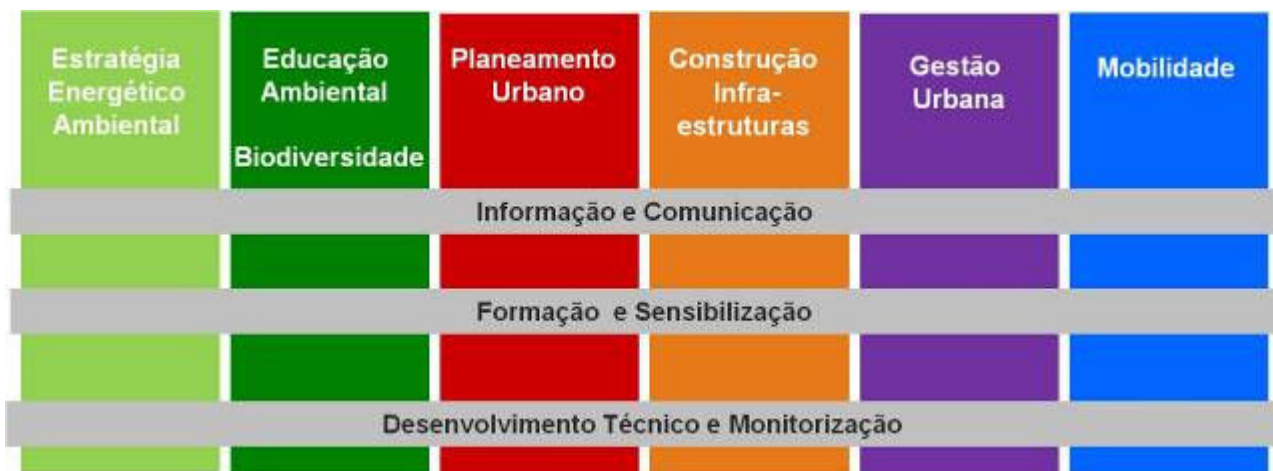 Estratégia
Energético
Ambiental
Educação
Ambiental
Biodiversidade
Planeamento
Urbano
Construção
Infra-
estruturas
Gestão
Urbana
Mobilidade
Informação e Comunicação
Formação e Sensibilização
Desenvolvimento Técnico e Monitorização